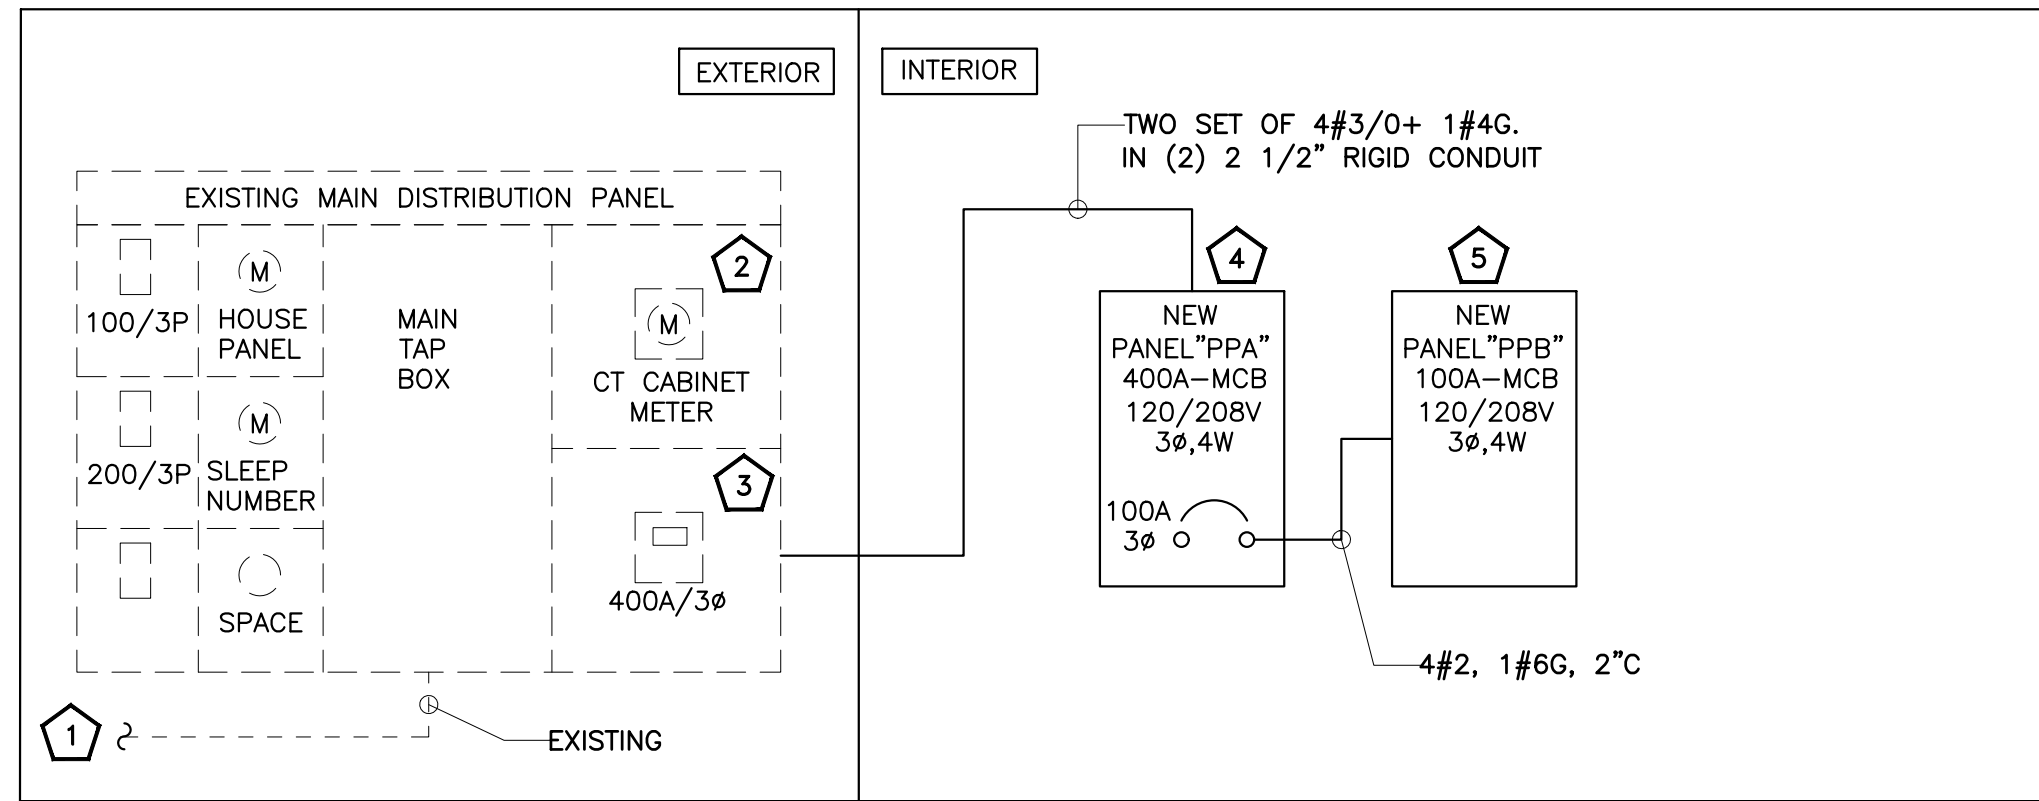 EXTERIOR
INTERIOR
TWO SET OF 4#3/0+ 1#4G.
IN (2) 2 1/2" RIGID CONDUIT
EXISTING MAIN DISTRIBUTION PANEL
100/3P
M
HOUSE
PANEL
200/3P
M
SLEEP
NUMBER
SPACE
MAIN
TAP
BOX
2
M
CT CABINET
METER
3
400A/3ø
1
EXISTING
4
NEW
PANEL"PPA"
400A-MCB
120/208V
3ø,4W
100A
3ø
5
NEW
PANEL"PPB"
100A-MCB
120/208V
3ø,4W
4#2, 1#6G, 2"C